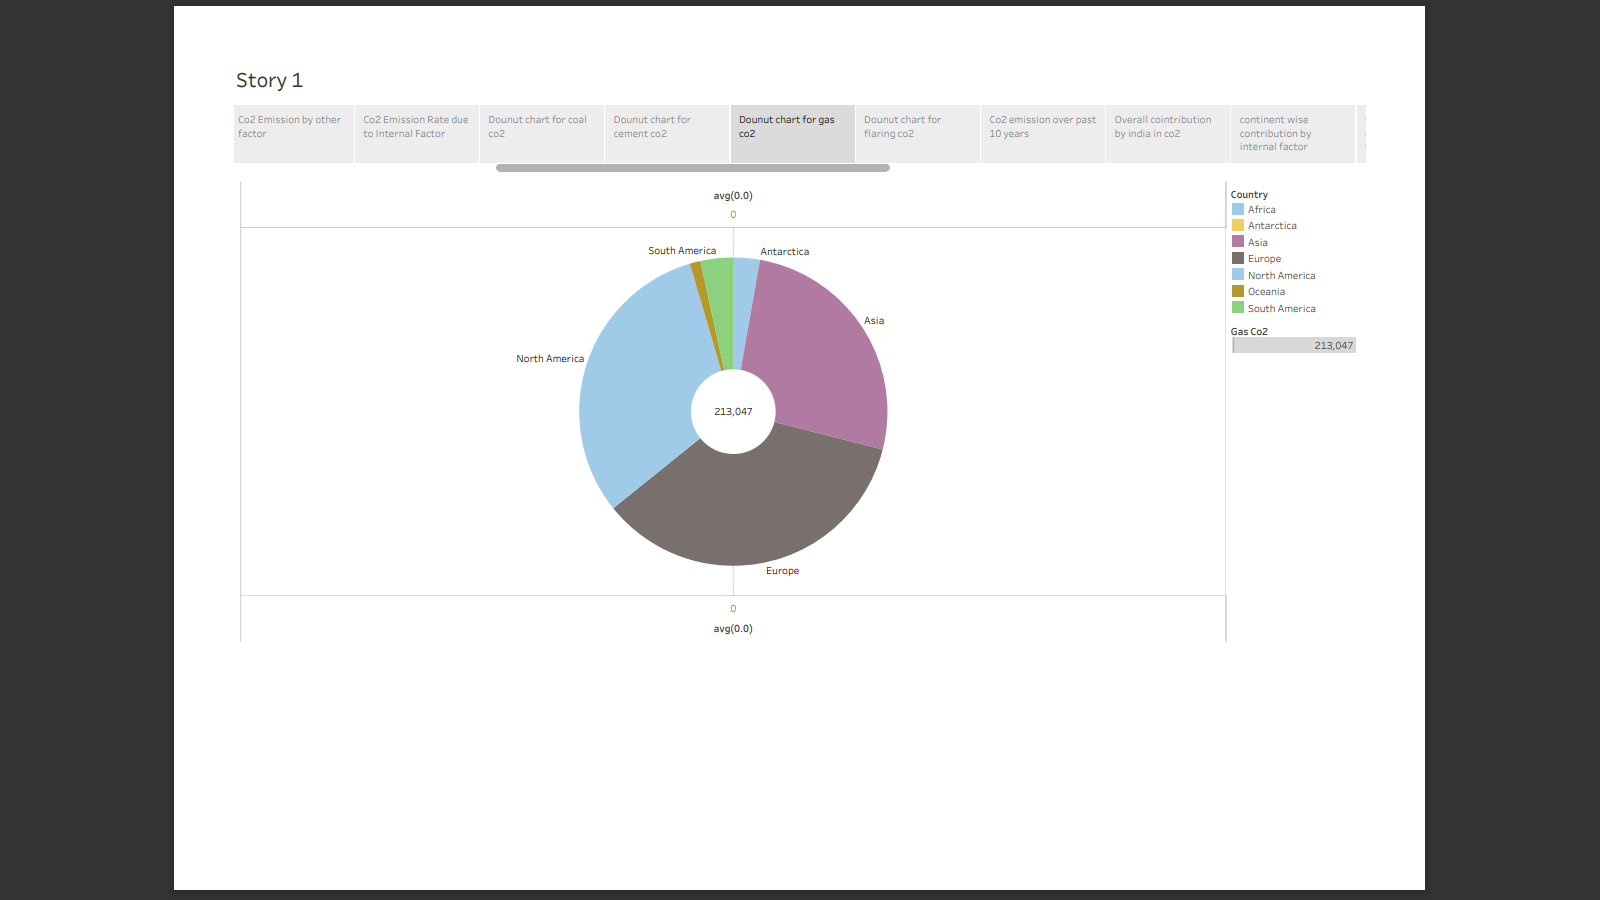 Story 1
Co2 Emission by other
factor
Co2 Emission Rate due
to Internal Factor
Dounut chart for coal
co2
Dounut chart for
cement co2
Dounut chart for gas
co2
Dounut chart for
flaring co2
Co2 emission over past
10 years
Overall cointribution
by india in co2
continent wise
contribution by
internal factor
avg(0.0)
0
South America
Antarctica
Asia
North America
213,047
Europe
0
avg(0.0)
Country
Africa
Antarctica
Asia
Europe
North America
Oceania
South America
Gas Co2
213,047